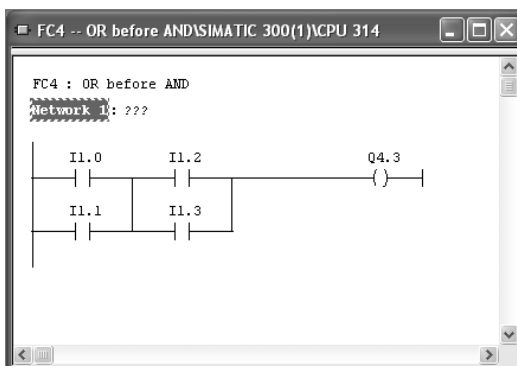 FC4 -- OR before AND\SIMATIC 300(1)\CPU 314
FC4 : OR before AND
Network 1: ???
I1.0 I1.2 Q4.3
I1.1 I1.3